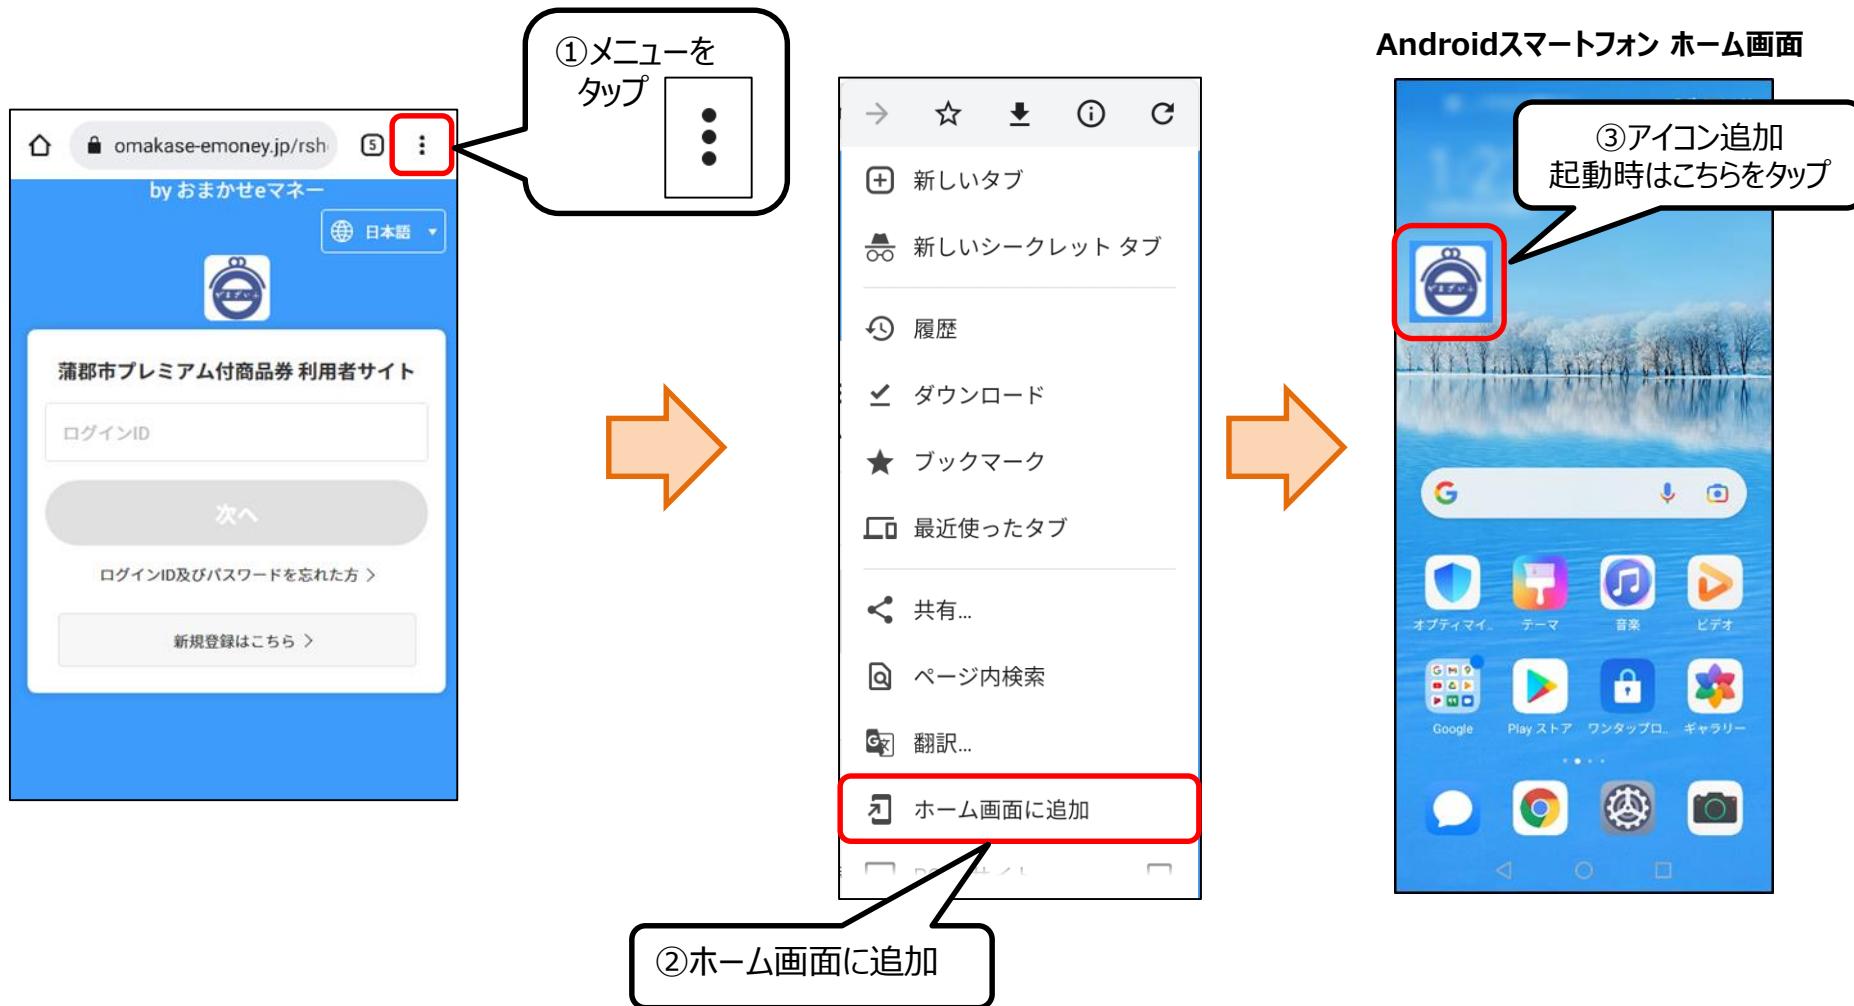 ①メニューを
タップ
omakase-emoney.jp/rsh
5
by おまかせeマネー
日本語
がまざいふ
蒲郡市プレミアム付商品券 利用者サイト
ログインID
次へ
ログインID及びパスワードを忘れた方 >
新規登録はこちら >
新しいタブ
新しいシークレット タブ
履歴
ダウンロード
ブックマーク
最近使ったタブ
共有...
ページ内検索
翻訳...
ホーム画面に追加
②ホーム画面に追加
Androidスマートフォン ホーム画面
③アイコン追加
起動時はこちらをタップ
オプティマイ..
テーマ
音楽
ビデオ
Google
Play ストア
ワンタップロ..
ギャラリー